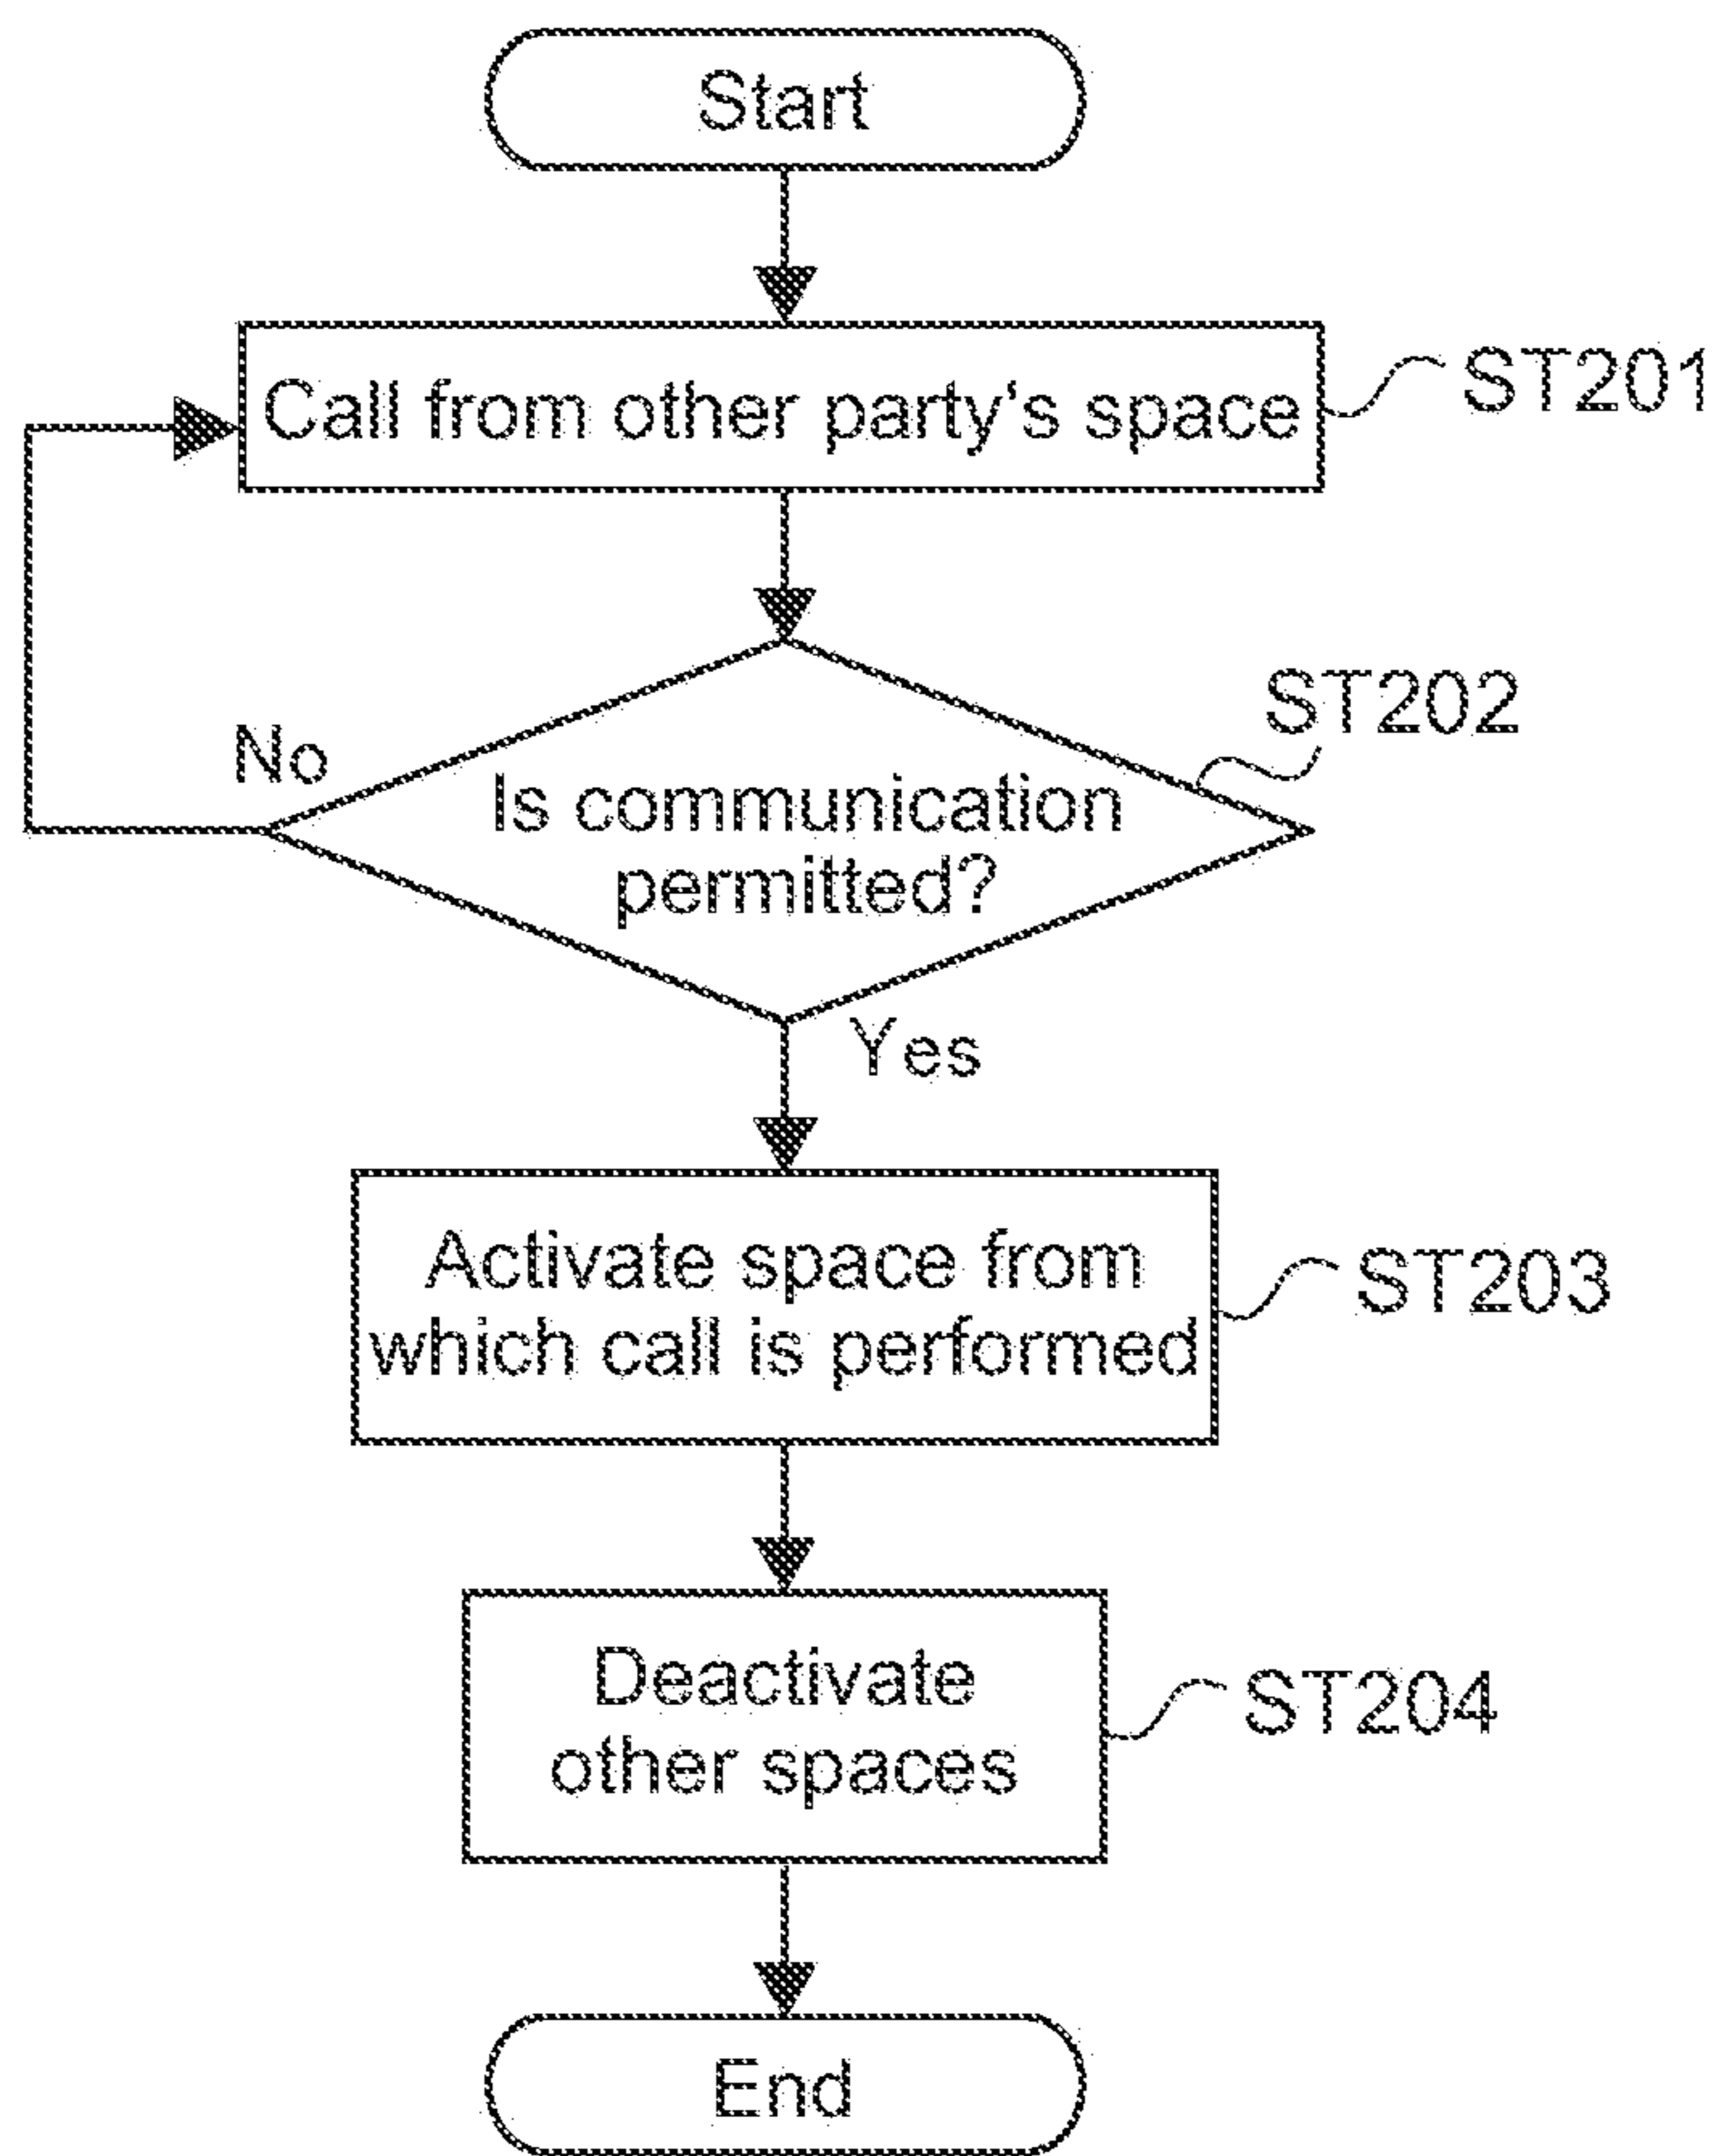 Start
Call from other party's space
ST201
ST202
No
Is communication
permitted?
Yes
Activate space from
which call is performed
ST203
Deactivate
other spaces
ST204
End